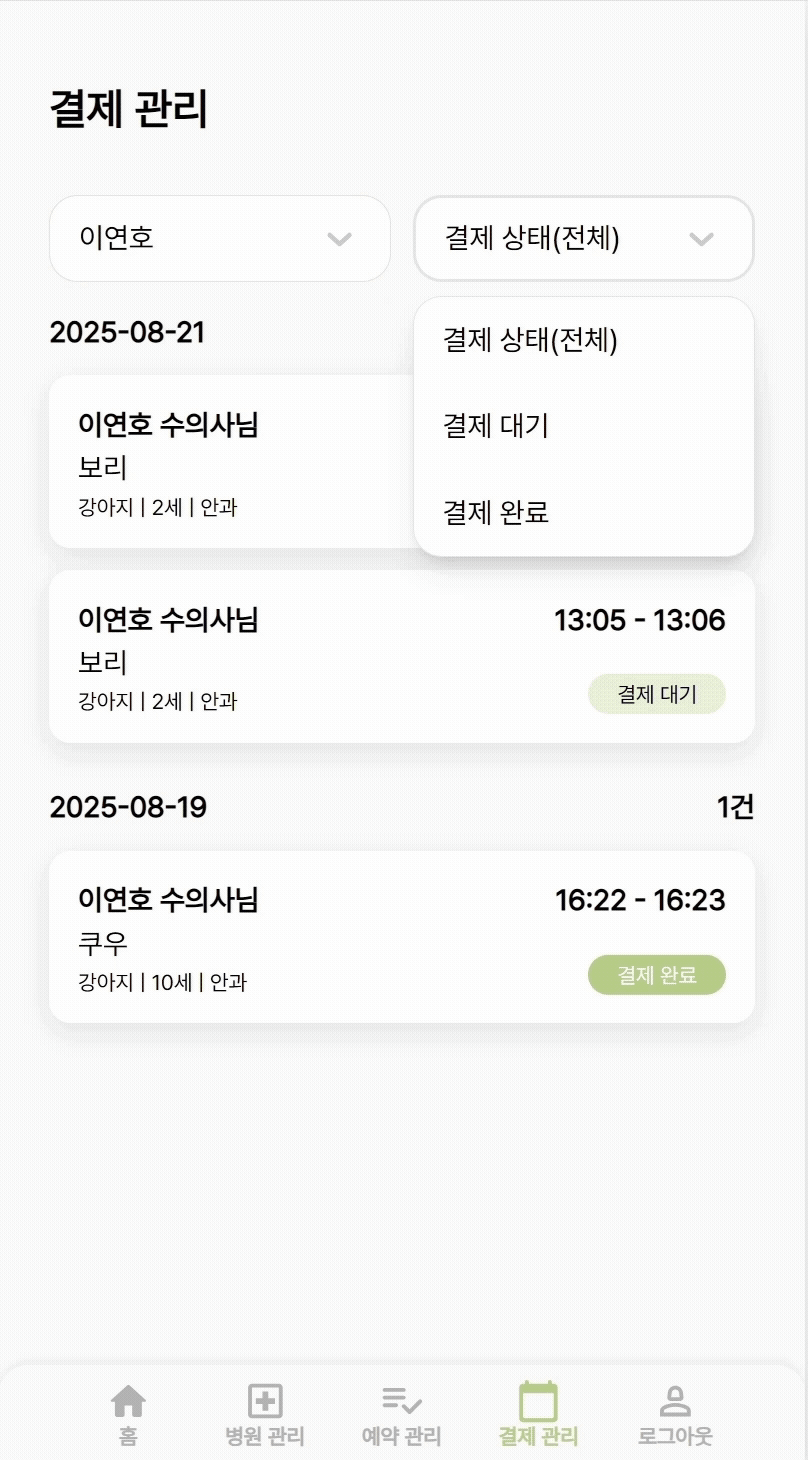 결제 관리
이연호
결제 상태(전체)
결제 상태(전체)
결제 대기
결제 완료
2025-08-21
이연호 수의사님
보리
강아지 | 2세 | 안과
이연호 수의사님
13:05 - 13:06
보리
강아지 | 2세 | 안과
결제 대기
2025-08-19
1건
이연호 수의사님
16:22 - 16:23
쿠우
강아지 | 10세 | 안과
결제 완료
홈
병원 관리
예약 관리
결제 관리
로그아웃